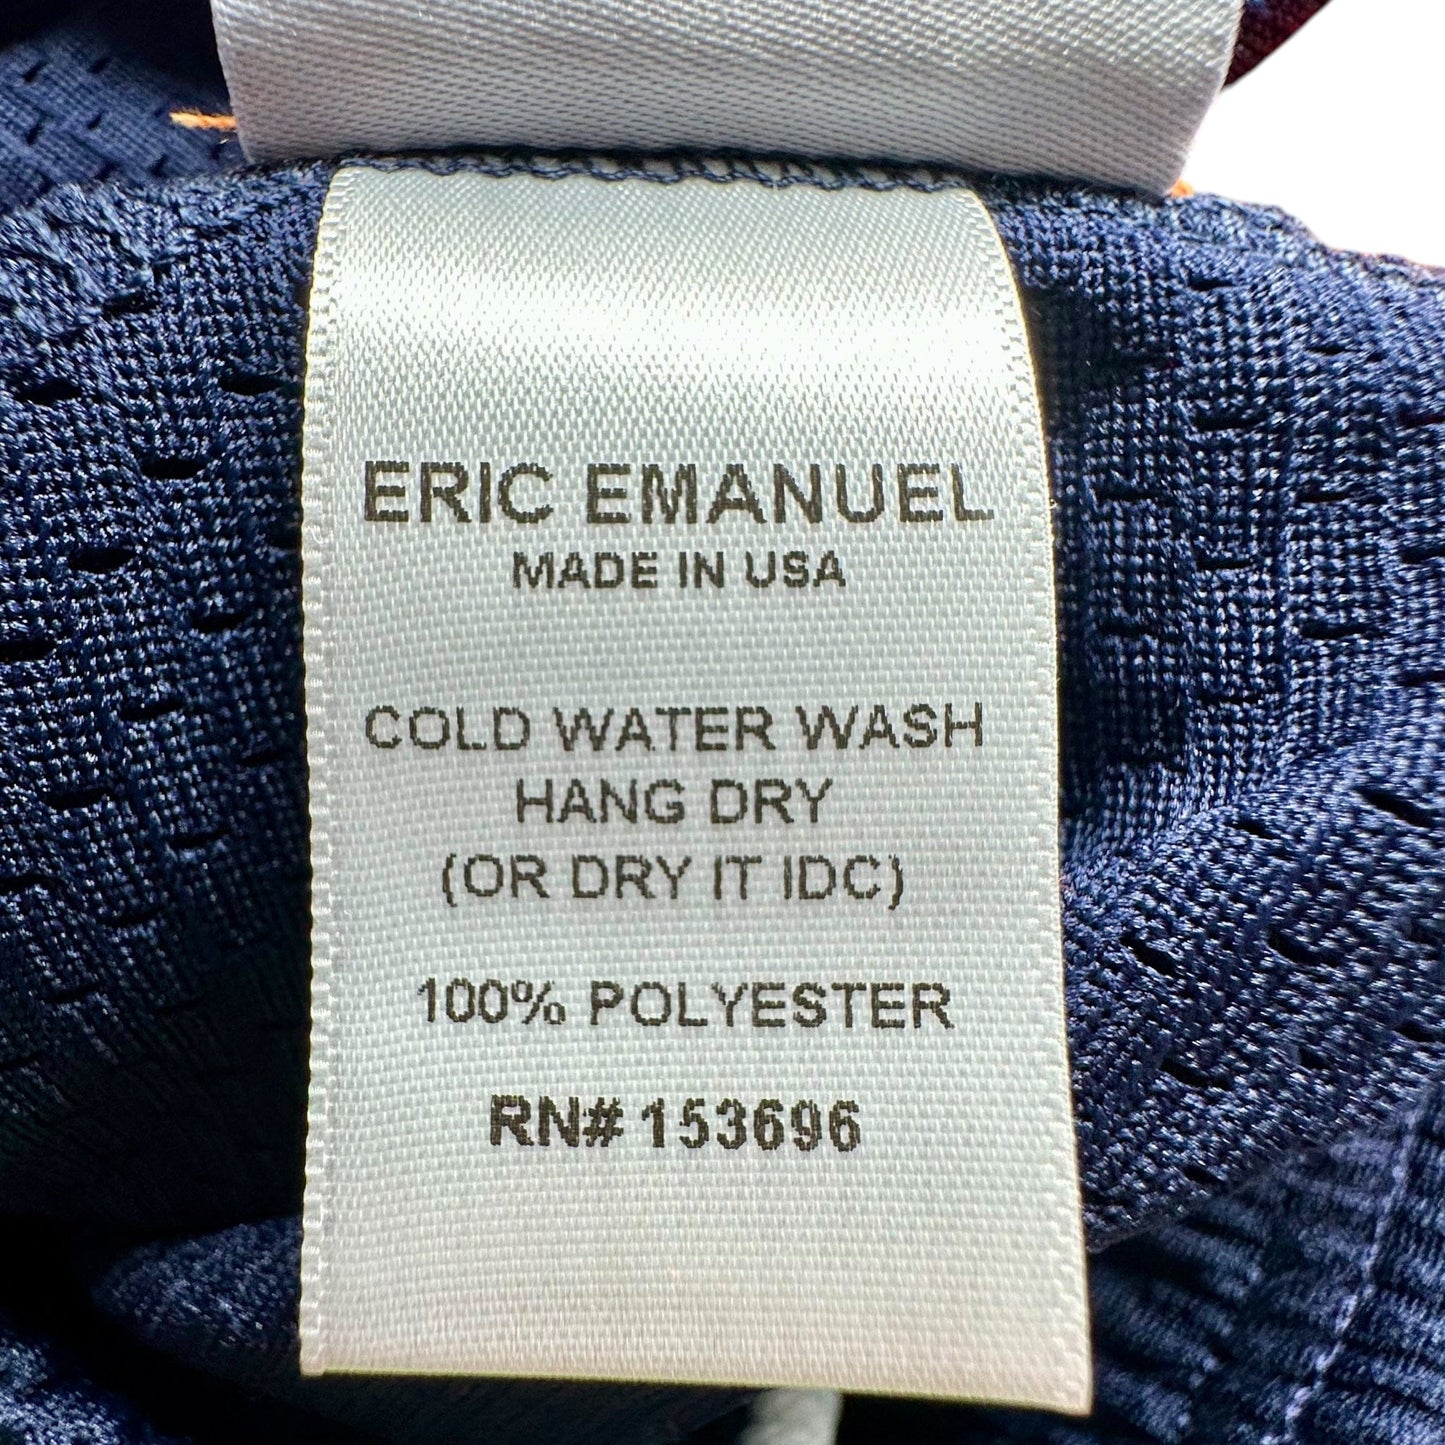 ERIC EMANUEL
MADE IN USA
COLD WATER WASH
HANG DRY
(OR DRY IT IDC)
100% POLYESTER
RN# 153696